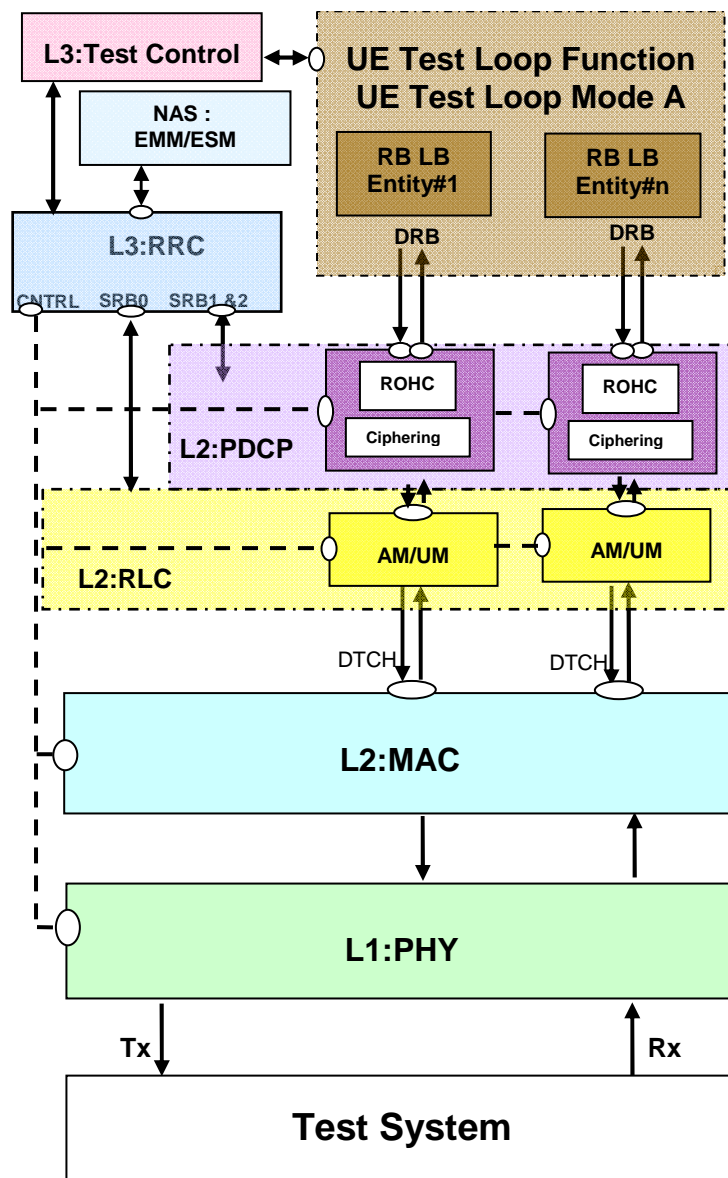 L3:Test Control
UE Test Loop Function
UE Test Loop Mode A
NAS :
EMM/ESM
RB LB
Entity#1
RB LB
Entity#n
DRB
DRB
L3:RRC
CNTRL
SRB0
SRB1 &2
ROHC
Ciphering
ROHC
Ciphering
L2:PDCP
AM/UM
AM/UM
L2:RLC
DTCH
DTCH
L2:MAC
L1:PHY
Tx
Rx
Test System